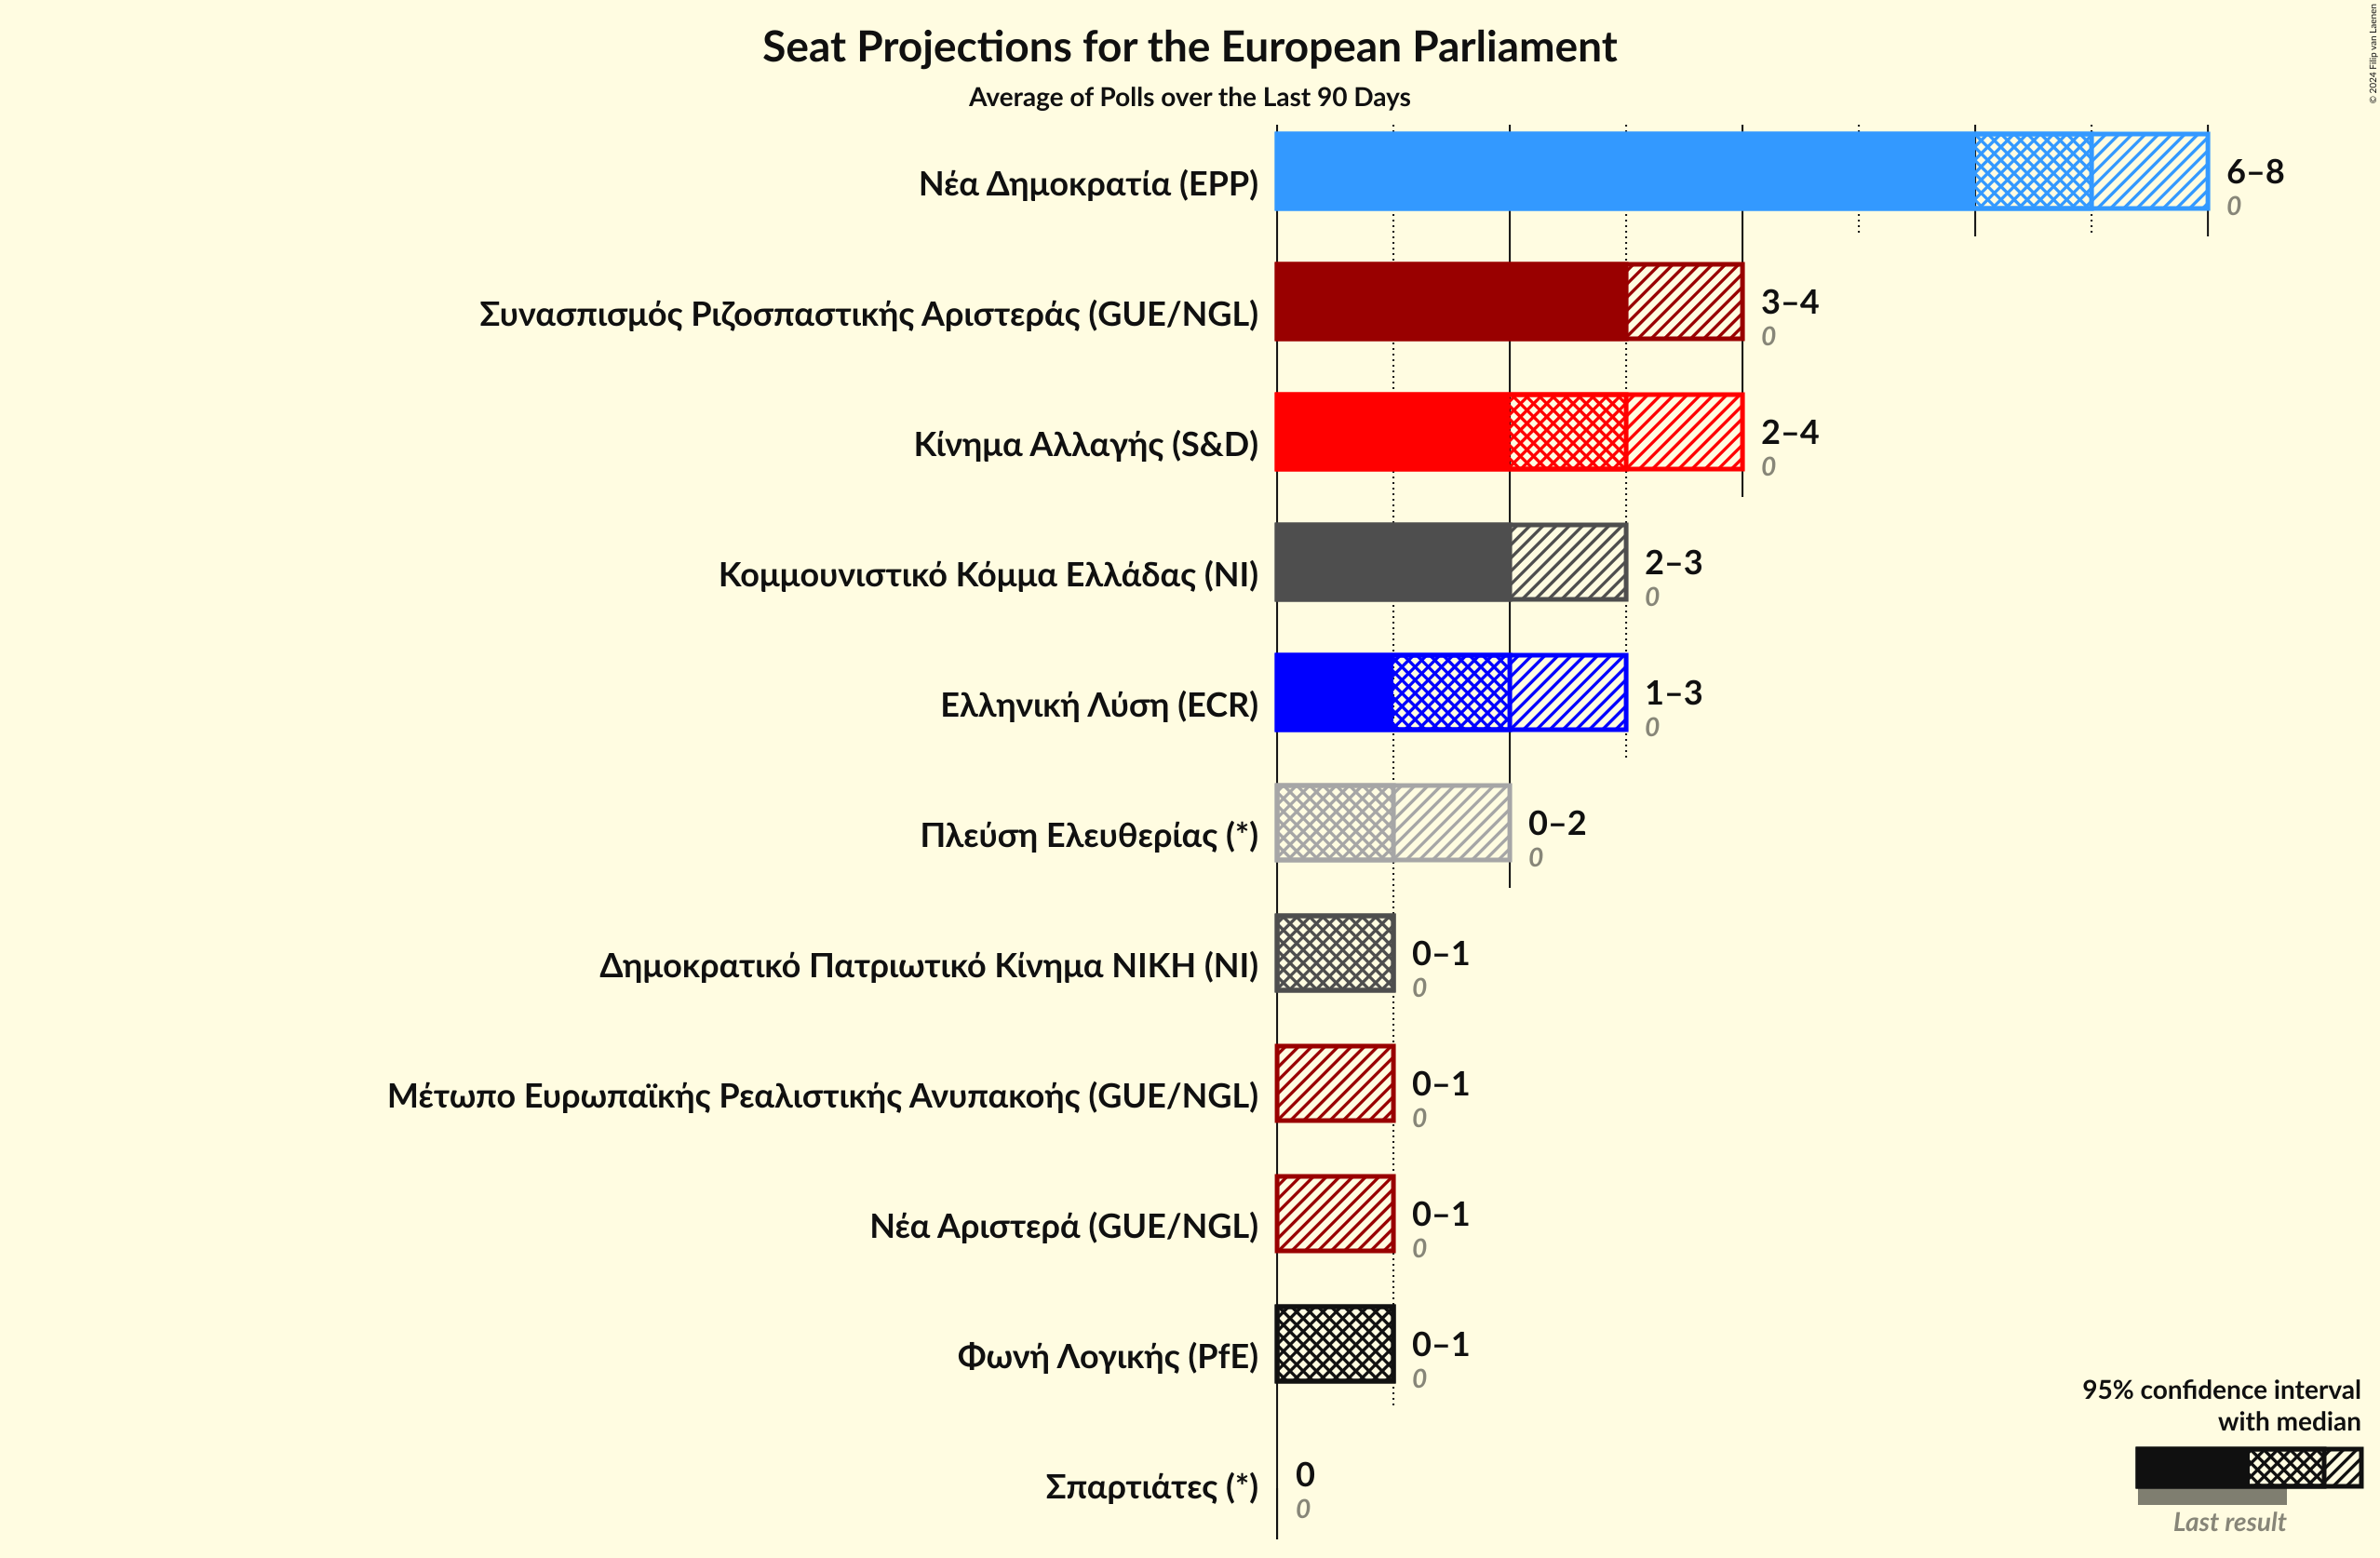 Seat Projections for the European Parliament
Average of Polls over the Last 90 Days
© 2024 Filip van Laenen
Νέα Δημοκρατία (EPP)
6–8
0
Συνασπισμός Ριζοσπαστικής Αριστεράς (GUE/NGL)
3–4
0
Κίνημα Αλλαγής (S&D)
2–4
0
Κομμουνιστικό Κόμμα Ελλάδας (NI)
2–3
0
Ελληνική Λύση (ECR)
1–3
0
Πλεύση Ελευθερίας (*)
0–2
0
Δημοκρατικό Πατριωτικό Κίνημα ΝΙΚΗ (NI)
0–1
0
Μέτωπο Ευρωπαϊκής Ρεαλιστικής Ανυπακοής (GUE/NGL)
0–1
0
Νέα Αριστερά (GUE/NGL)
0–1
0
Φωνή Λογικής (PfE)
0–1
0
Σπαρτιάτες (*)
0
0
95% confidence interval
with median
Last result